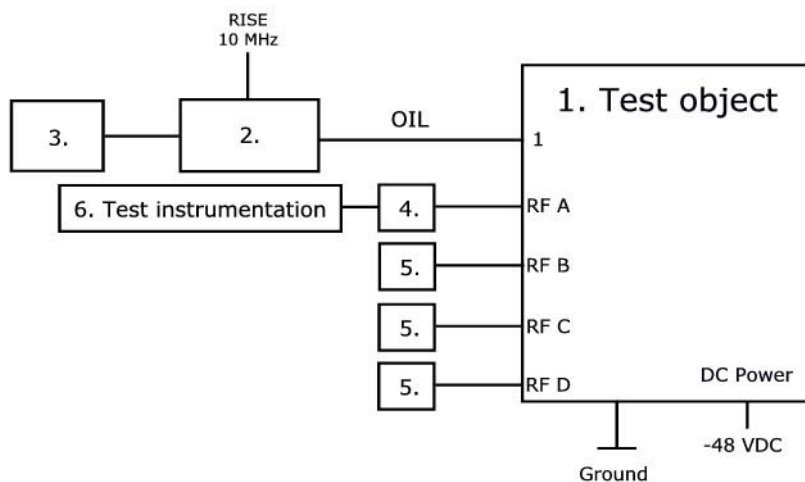 RISE
10 MHz
1. Test object
3.
2.
OIL
1
6. Test instrumentation
4.
RF A
5.
RF B
5.
RF C
5.
RF D
DC Power
-48 VDC
Ground